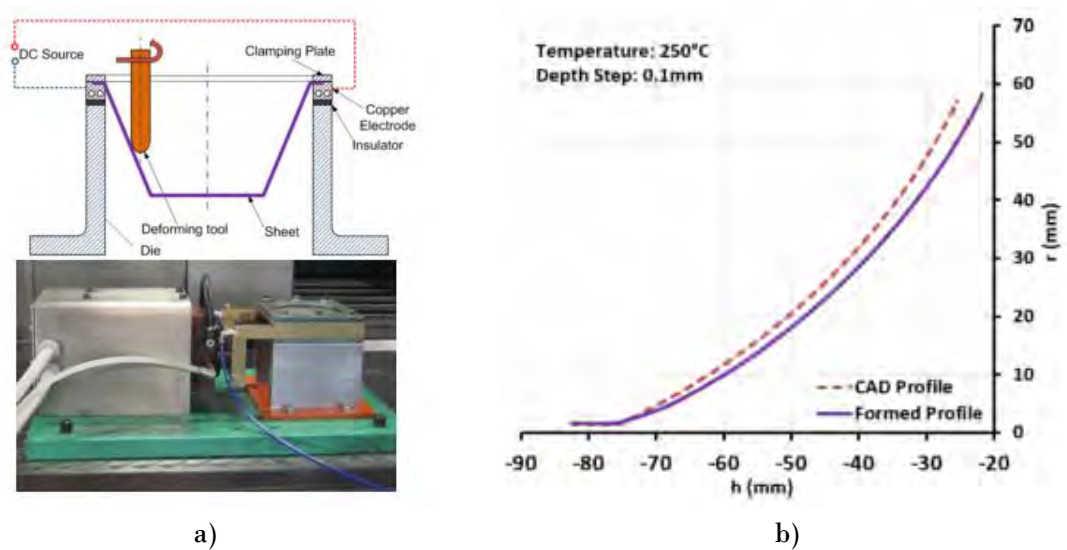 DC Source
Clamping Plate
Copper
Electrode
Insulator
Deforming tool
Sheet
Die
a)
Temperature: 250°C
Depth Step: 0.1mm
70
60
50
40
30
20
10
0
r (mm)
CAD Profile
Formed Profile
-90
-80
-70
-60
-50
-40
-30
-20
h (mm)
b)